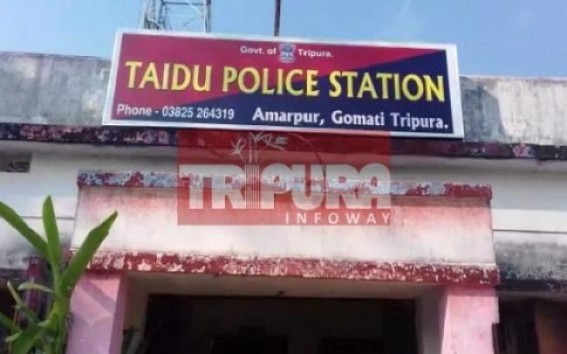 Govt. of Tripura.
TAIDU POLICE STATION
Phone - 03825 264319 Amarpur, Gomati Tripura.
TRIPURA
INFOWAY